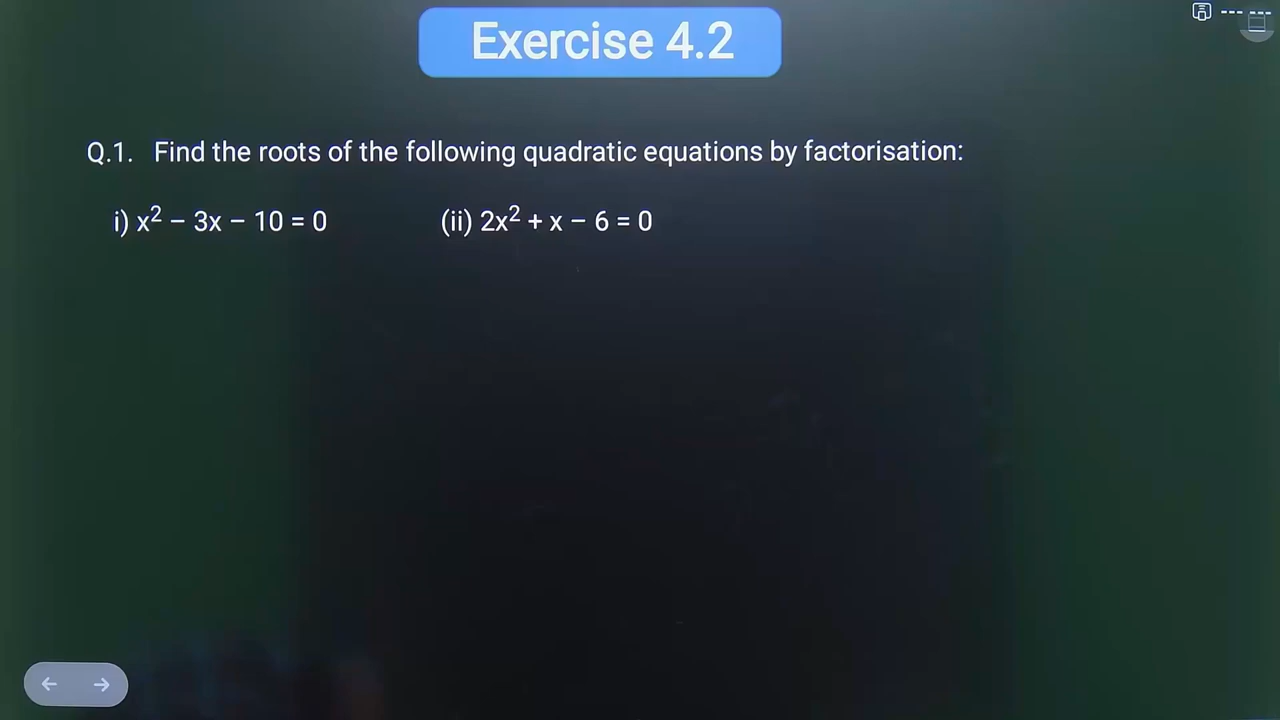 Exercise 4.2
Q.1. Find the roots of the following quadratic equations by factorisation:
i) x² – 3x – 10 = 0 (ii) 2x² + x – 6 = 0